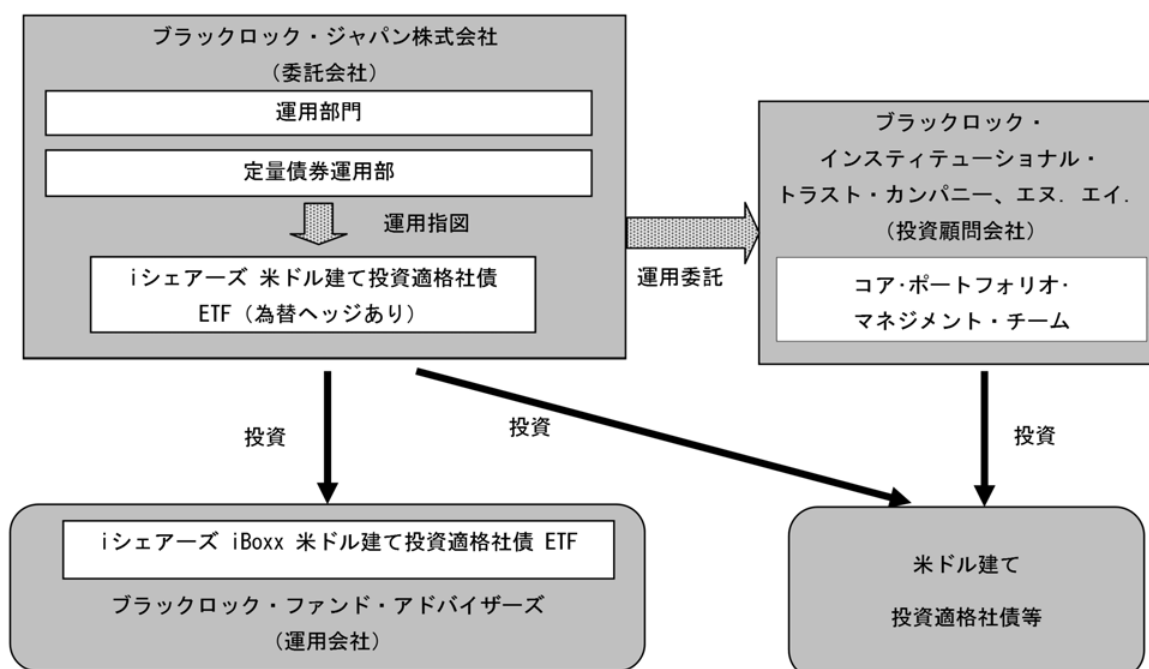 ブラックロック・ジャパン株式会社
（委託会社）
運用部門
定量債券運用部
運用指図
iシェアーズ 米ドル建て投資適格社債
ETF（為替ヘッジあり）
運用委託
ブラックロック・
インスティテューショナル・
トラスト・カンパニー、エヌ．エイ．
（投資顧問会社）
コア・ポートフォリオ・
マネジメント・チーム
投資
投資
投資
iシェアーズ iBoxx 米ドル建て投資適格社債 ETF
ブラックロック・ファンド・アドバイザーズ
（運用会社）
米ドル建て
投資適格社債等